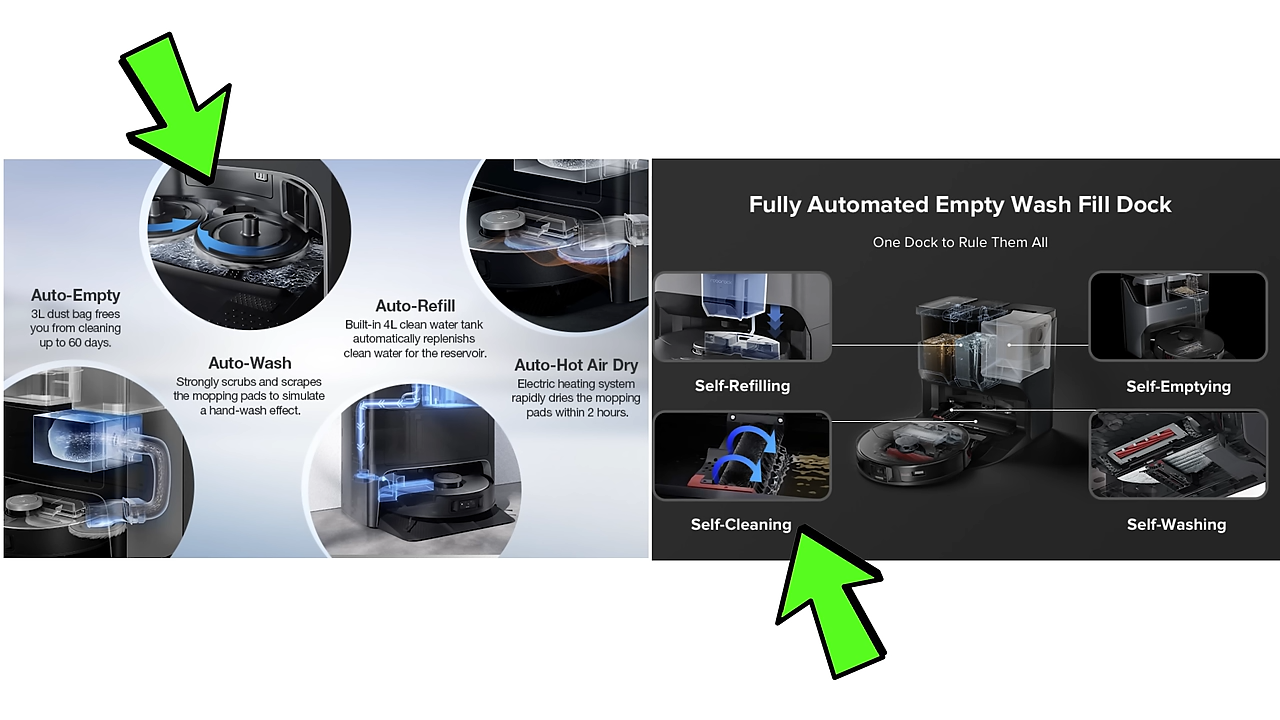 Auto-Empty
3L dust bag frees
you from cleaning
up to 60 days.
Auto-Wash
Strongly scrubs and scrapes
the mopping pads to simulate
a hand-wash effect.
Auto-Refill
Built-in 4L clean water tank
automatically replenishs
clean water for the reservoir.
Auto-Hot Air Dry
Electric heating system
rapidly dries the mopping
pads within 2 hours.
Fully Automated Empty Wash Fill Dock
One Dock to Rule Them All
Self-Refilling
Self-Emptying
Self-Cleaning
Self-Washing